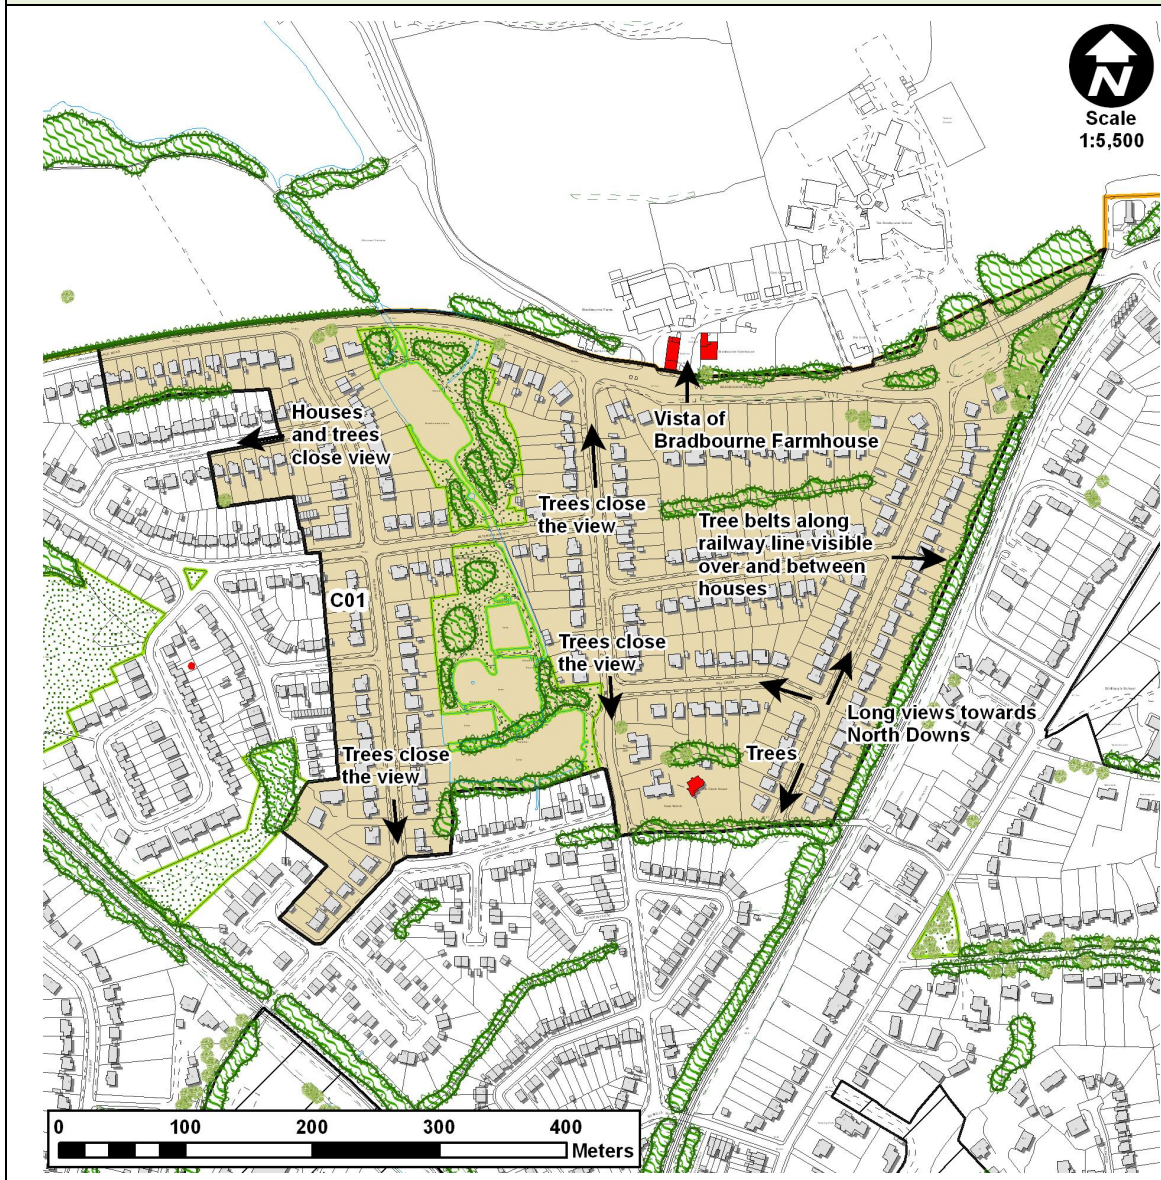 N
Scale
1:5,500
Houses
and trees
close view
Vista of
Bradbourne Farmhouse
Trees close
the view
Tree belts along
railway line visible
over and between
houses
C01
Trees close
the view
Long views towards
North Downs
Trees close
the view
Trees
0 100 200 300 400
Meters